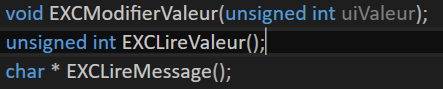 void EXCModifierValeur(unsigned int uiValeur);
unsigned int EXCLireValeur();
char * EXCLireMessage();